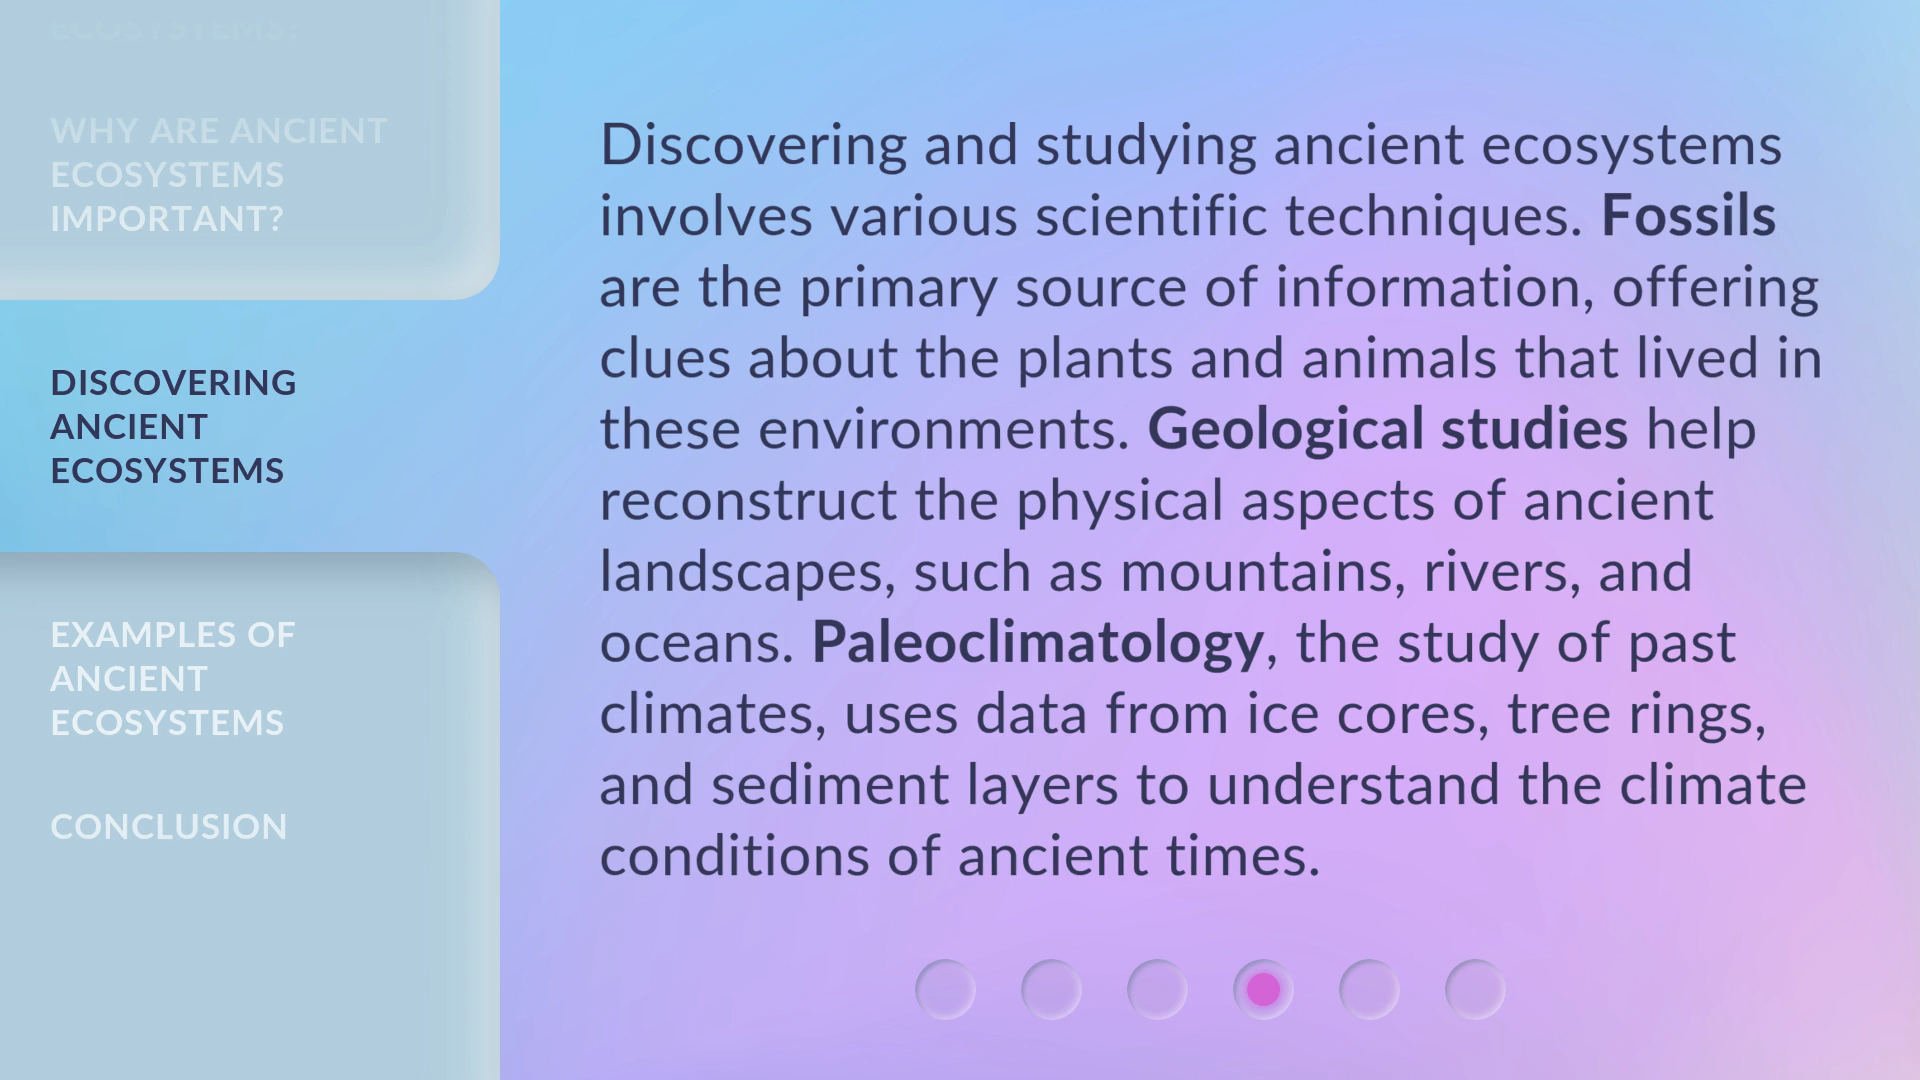 ECOSYSTEMS?
WHY ARE ANCIENT
ECOSYSTEMS
IMPORTANT?
DISCOVERING
ANCIENT
ECOSYSTEMS
EXAMPLES OF
ANCIENT
ECOSYSTEMS
CONCLUSION
Discovering and studying ancient ecosystems
involves various scientific techniques. Fossils
are the primary source of information, offering
clues about the plants and animals that lived in
these environments. Geological studies help
reconstruct the physical aspects of ancient
landscapes, such as mountains, rivers, and
oceans. Paleoclimatology, the study of past
climates, uses data from ice cores, tree rings,
and sediment layers to understand the climate
conditions of ancient times.